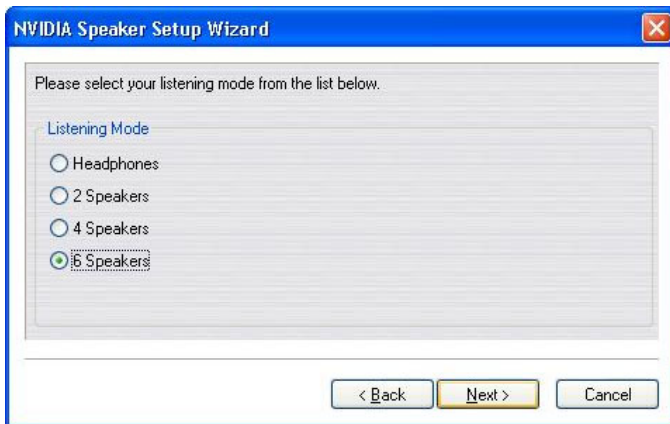 NVIDIA Speaker Setup Wizard
Please select your listening mode from the list below.
Listening Mode
Headphones
2 Speakers
4 Speakers
6 Speakers
< Back Next > Cancel